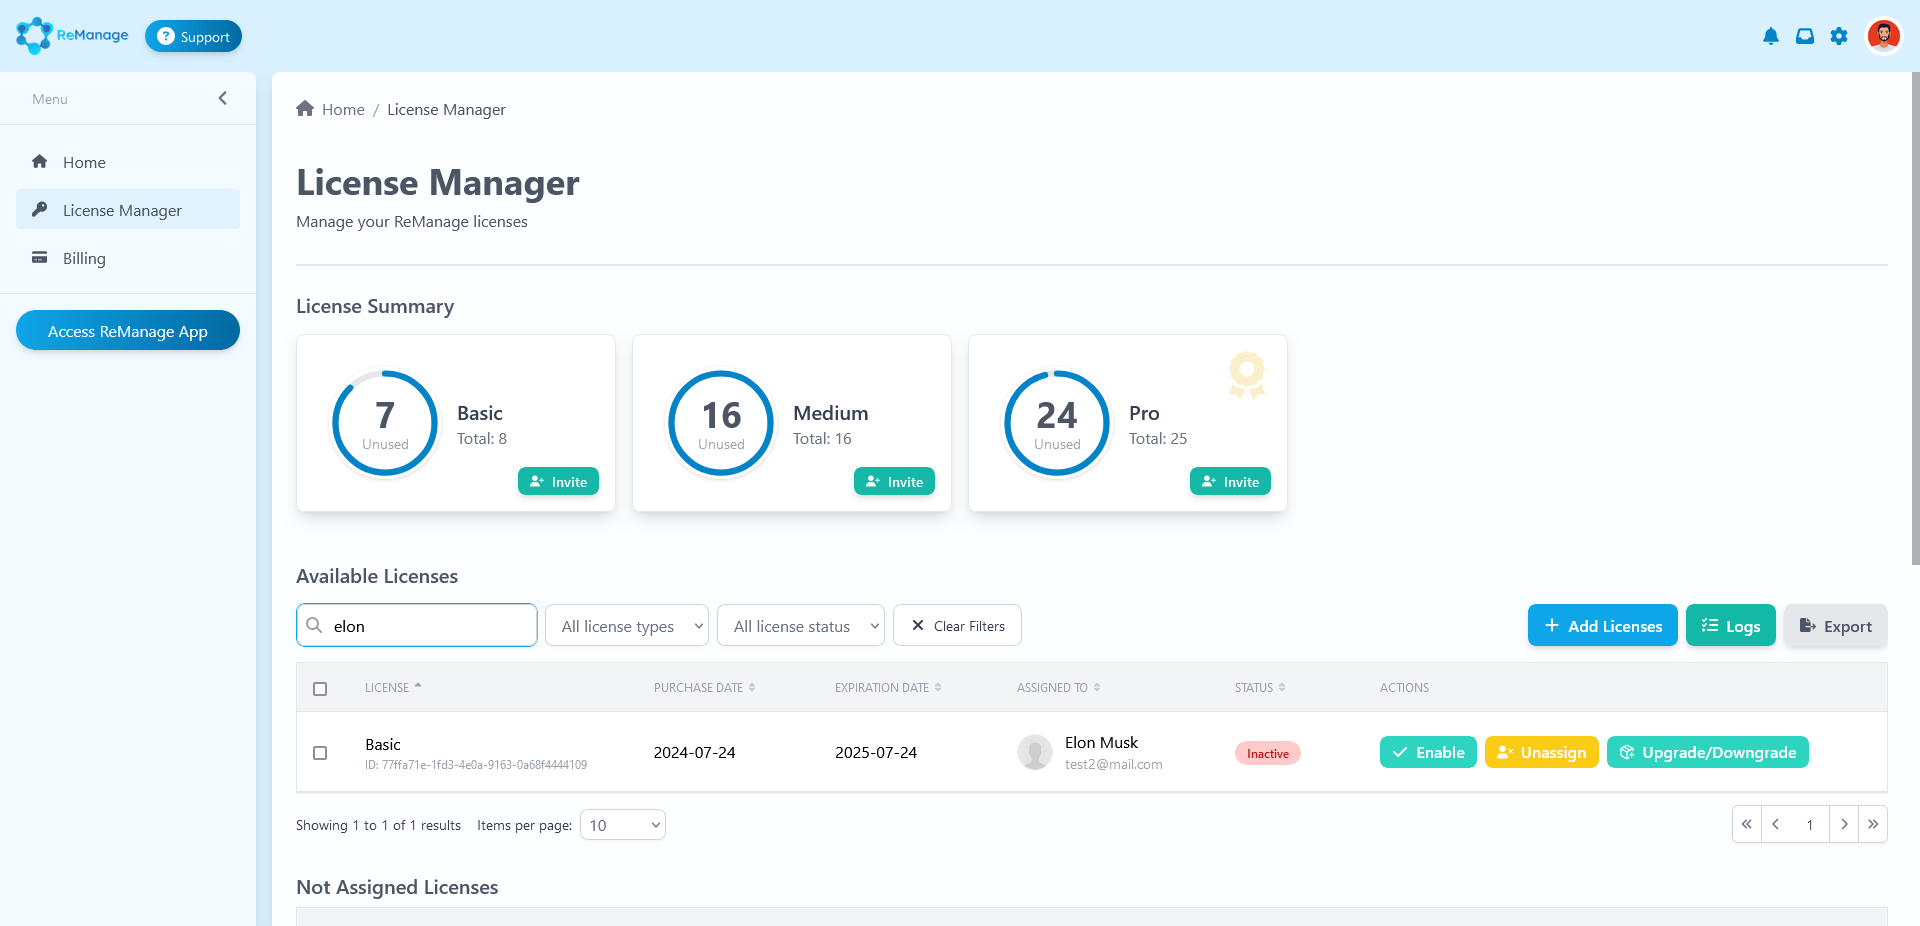 ReManage
Support
Menu
Home
License Manager
Billing
Access ReManage App
Home / License Manager
License Manager
Manage your ReManage licenses
License Summary
7
Unused
Basic
Total: 8
Invite
16
Unused
Medium
Total: 16
Invite
24
Unused
Pro
Total: 25
Invite
Available Licenses
elon
All license types
All license status
Clear Filters
Add Licenses
Logs
Export
LICENSE
PURCHASE DATE
EXPIRATION DATE
ASSIGNED TO
STATUS
ACTIONS
Basic
ID: 77ffa71e-1fd3-4e0a-9163-0a68f4444109
2024-07-24
2025-07-24
Elon Musk
test2@mail.com
Inactive
Enable
Unassign
Upgrade/Downgrade
Showing 1 to 1 of 1 results
Items per page:
10
1
Not Assigned Licenses